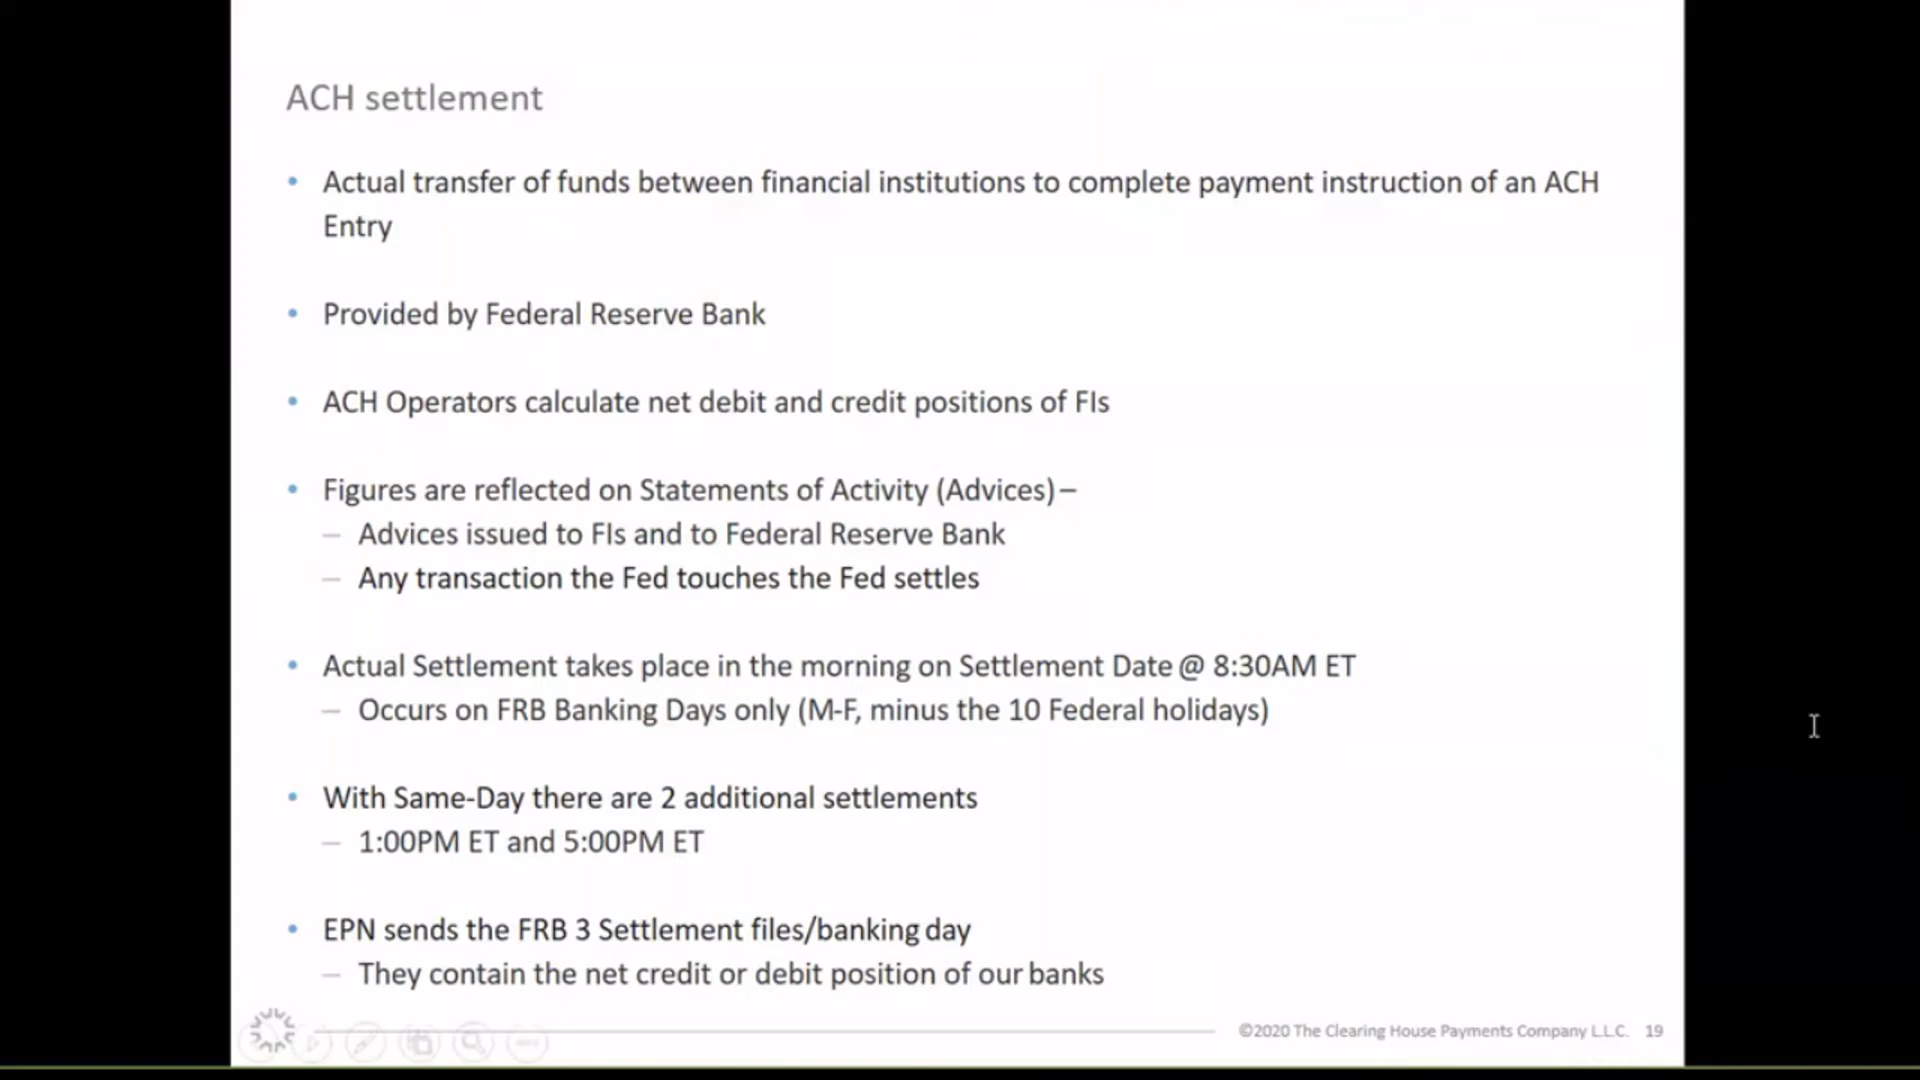 ACH settlement
• Actual transfer of funds between financial institutions to complete payment instruction of an ACH
Entry
• Provided by Federal Reserve Bank
• ACH Operators calculate net debit and credit positions of FIs
• Figures are reflected on Statements of Activity (Advices) –
– Advices issued to FIs and to Federal Reserve Bank
– Any transaction the Fed touches the Fed settles
• Actual Settlement takes place in the morning on Settlement Date @ 8:30AM ET
– Occurs on FRB Banking Days only (M-F, minus the 10 Federal holidays)
• With Same-Day there are 2 additional settlements
– 1:00PM ET and 5:00PM ET
• EPN sends the FRB 3 Settlement files/banking day
– They contain the net credit or debit position of our banks
©2020 The Clearing House Payments Company L.L.C. 19